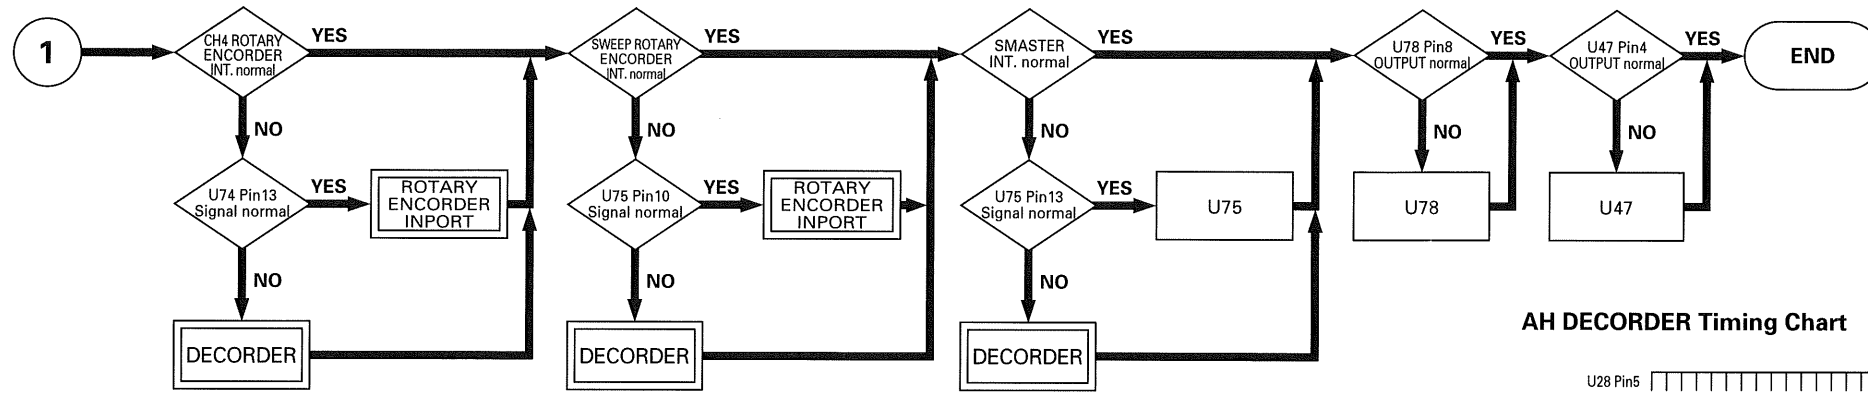 1
CH4 ROTARY
ENCORDER
INT. normal
YES
NO
U74 Pin13
Signal normal
YES
ROTARY
ENCORDER
INPORT
NO
DECORDER
SWEEP ROTARY
ENCORDER
INT. normal
YES
NO
U75 Pin10
Signal normal
YES
ROTARY
ENCORDER
INPORT
NO
DECORDER
SMASTER
INT. normal
YES
NO
U75 Pin13
Signal normal
YES
U75
NO
DECORDER
U78 Pin8
OUTPUT normal
YES
NO
U78
U47 Pin4
OUTPUT normal
YES
NO
U47
END
AH DECORDER Timing Chart
U28 Pin5